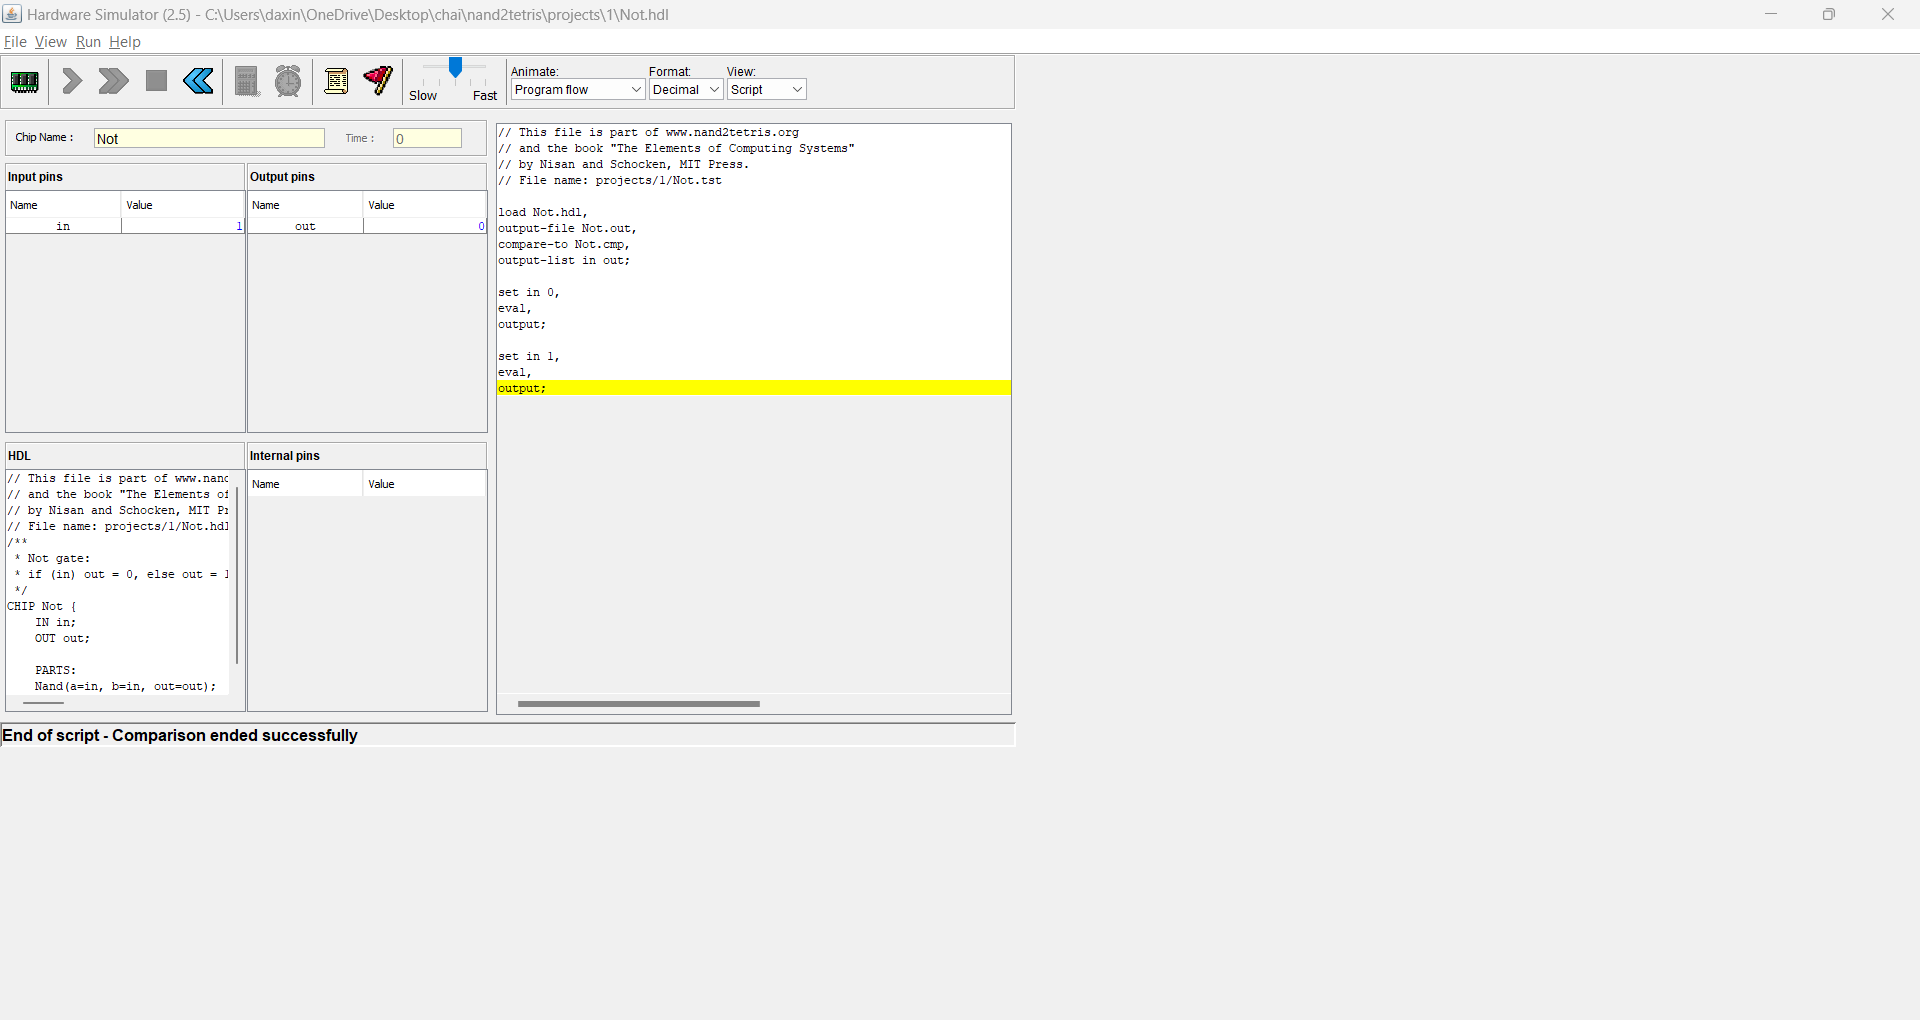 Hardware Simulator (2.5) - C:\Users\daxin\OneDrive\Desktop\chai\nand2tetris\projects\1\Not.hdl
File View Run Help
Slow Fast
Animate: Format: View:
Program flow Decimal Script
Chip Name : Not Time : 0
Input pins Output pins
Name Value Name Value
in 1 out 0
HDL Internal pins
Name Value
// This file is part of www.nand
// and the book "The Elements of
// by Nisan and Schocken, MIT Pr
// File name: projects/1/Not.hdl
/**
* Not gate:
* if (in) out = 0, else out = 1
*/
CHIP Not {
IN in;
OUT out;
PARTS:
Nand(a=in, b=in, out=out);
// This file is part of www.nand2tetris.org
// and the book "The Elements of Computing Systems"
// by Nisan and Schocken, MIT Press.
// File name: projects/1/Not.tst
load Not.hdl,
output-file Not.out,
compare-to Not.cmp,
output-list in out;
set in 0,
eval,
output;
set in 1,
eval,
output;
End of script - Comparison ended successfully